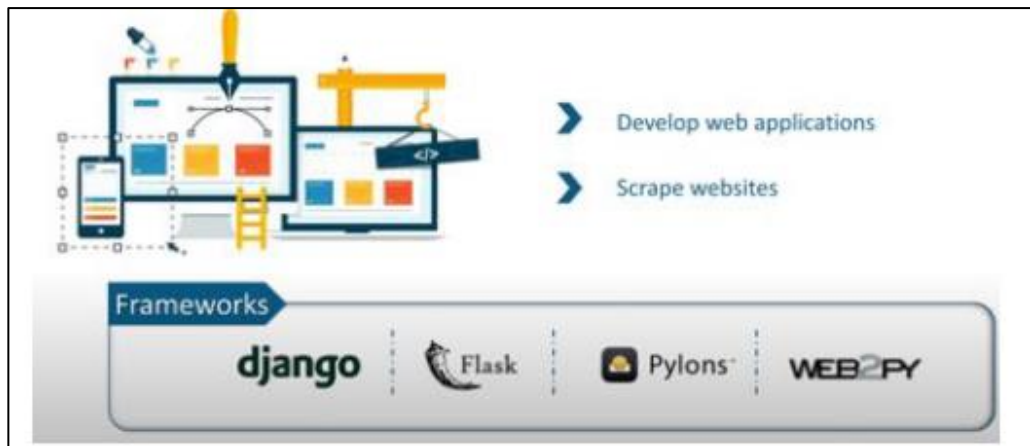 Develop web applications
Scrape websites
</>
Frameworks
django
Flask
Pylons
WEB2PY